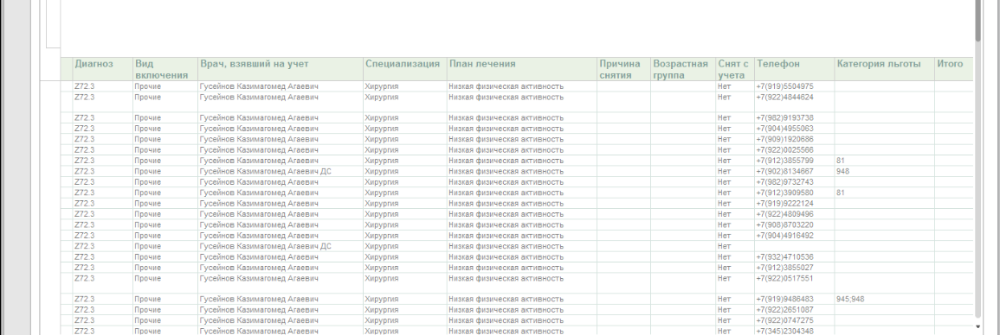 Диагноз Вид включения Врач, взявший на учет Специализация План лечения Причина снятия Возрастная группа Снят с учета Телефон Категория льготы Итого
Z72.3 Прочие Гусейнов Казимагомед Агаевич Хирургия Низкая физическая активность Нет +7(919)5504975
Z72.3 Прочие Гусейнов Казимагомед Агаевич Хирургия Низкая физическая активность Нет +7(922)4844624
Z72.3 Прочие Гусейнов Казимагомед Агаевич Хирургия Низкая физическая активность Нет +7(982)9193738
Z72.3 Прочие Гусейнов Казимагомед Агаевич Хирургия Низкая физическая активность Нет +7(904)4955063
Z72.3 Прочие Гусейнов Казимагомед Агаевич Хирургия Низкая физическая активность Нет +7(909)1920686
Z72.3 Прочие Гусейнов Казимагомед Агаевич Хирургия Низкая физическая активность Нет +7(922)0025566
Z72.3 Прочие Гусейнов Казимагомед Агаевич Хирургия Низкая физическая активность Нет +7(912)3855799 81
Z72.3 Прочие Гусейнов Казимагомед Агаевич ДС Хирургия Низкая физическая активность Нет +7(902)8134667 948
Z72.3 Прочие Гусейнов Казимагомед Агаевич Хирургия Низкая физическая активность Нет +7(982)9732743
Z72.3 Прочие Гусейнов Казимагомед Агаевич Хирургия Низкая физическая активность Нет +7(912)3909580 81
Z72.3 Прочие Гусейнов Казимагомед Агаевич Хирургия Низкая физическая активность Нет +7(919)9222124
Z72.3 Прочие Гусейнов Казимагомед Агаевич Хирургия Низкая физическая активность Нет +7(922)4809496
Z72.3 Прочие Гусейнов Казимагомед Агаевич Хирургия Низкая физическая активность Нет +7(908)8703220
Z72.3 Прочие Гусейнов Казимагомед Агаевич Хирургия Низкая физическая активность Нет +7(904)4916492
Z72.3 Прочие Гусейнов Казимагомед Агаевич ДС Хирургия Низкая физическая активность Нет
Z72.3 Прочие Гусейнов Казимагомед Агаевич Хирургия Низкая физическая активность Нет +7(932)4710536
Z72.3 Прочие Гусейнов Казимагомед Агаевич Хирургия Низкая физическая активность Нет +7(912)3855027
Z72.3 Прочие Гусейнов Казимагомед Агаевич Хирургия Низкая физическая активность Нет +7(922)0517551
Z72.3 Прочие Гусейнов Казимагомед Агаевич Хирургия Низкая физическая активность Нет +7(919)9486483 945;948
Z72.3 Прочие Гусейнов Казимагомед Агаевич Хирургия Низкая физическая активность Нет +7(922)2651087
Z72.3 Прочие Гусейнов Казимагомед Агаевич Хирургия Низкая физическая активность Нет +7(922)0747275
Z72.3 Прочие Гусейнов Казимагомед Агаевич Хирургия Низкая физическая активность Нет +7(345)2304348